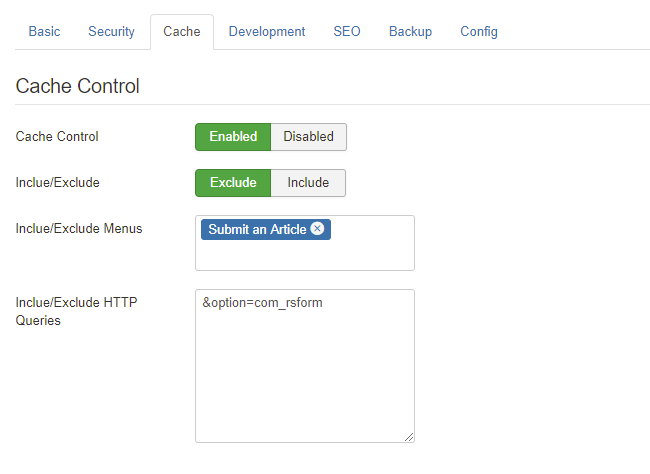 Basic Security Cache Development SEO Backup Config
Cache Control
Cache Control Enabled Disabled
Inclue/Exclude Exclude Include
Inclue/Exclude Menus Submit an Article
Inclue/Exclude HTTP &option=com_rsform
Queries